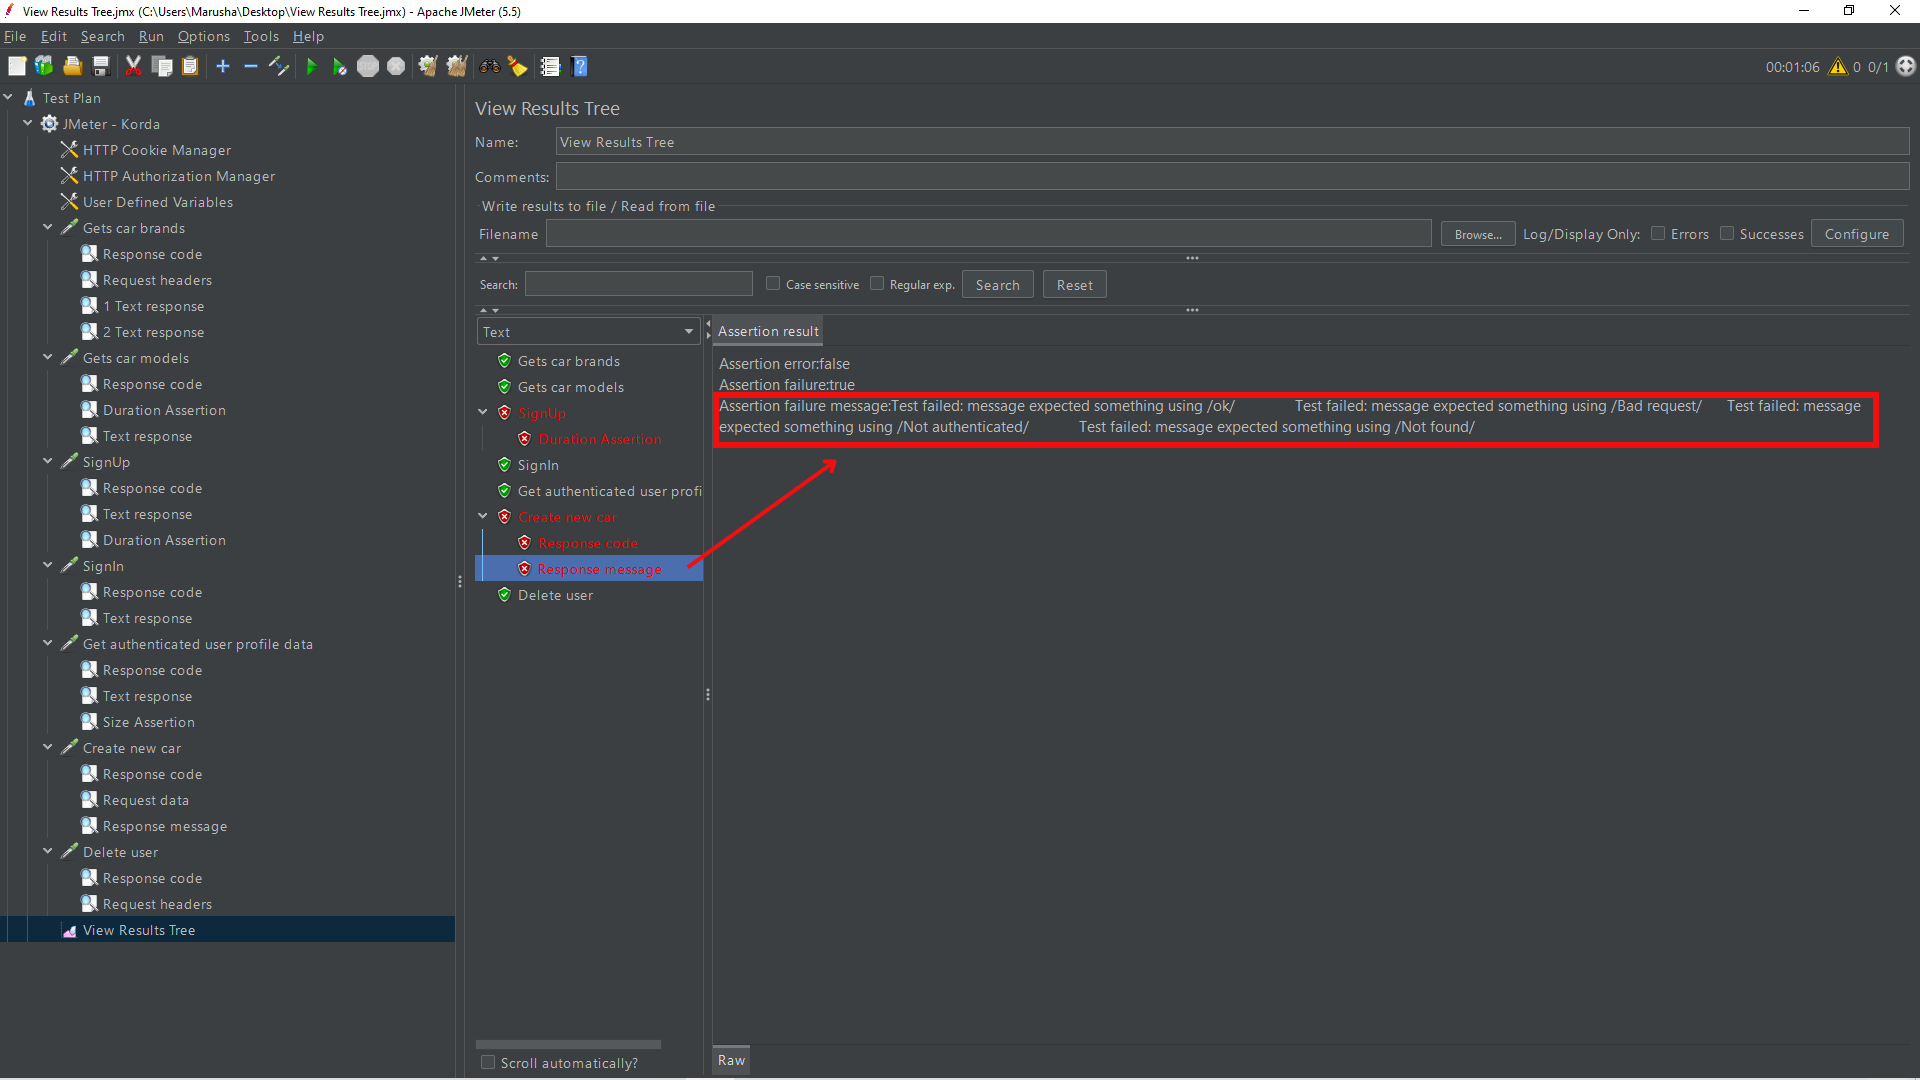 View Results Tree.jmx (C:\Users\Marusha\Desktop\View Results Tree.jmx) - Apache JMeter (5.5)
File Edit Search Run Options Tools Help
00:01:06 0 0/1
Test Plan
JMeter - Korda
HTTP Cookie Manager
HTTP Authorization Manager
User Defined Variables
Gets car brands
Response code
Request headers
1 Text response
2 Text response
Gets car models
Response code
Duration Assertion
Text response
SignUp
Response code
Text response
Duration Assertion
SignIn
Response code
Text response
Get authenticated user profile data
Response code
Text response
Size Assertion
Create new car
Response code
Request data
Response message
Delete user
Response code
Request headers
View Results Tree
View Results Tree
Name: View Results Tree
Comments:
Write results to file / Read from file
Filename Browse... Log/Display Only: Errors Successes Configure
Search: Case sensitive Regular exp. Search Reset
Text
Gets car brands
Gets car models
SignUp
Duration Assertion
SignIn
Get authenticated user profi
Create new car
Response code
Response message
Delete user
Scroll automatically?
Assertion result
Assertion error:false
Assertion failure:true
Assertion failure message:Test failed: message expected something using /ok/ Test failed: message expected something using /Bad request/ Test failed: message
expected something using /Not authenticated/ Test failed: message expected something using /Not found/
Raw